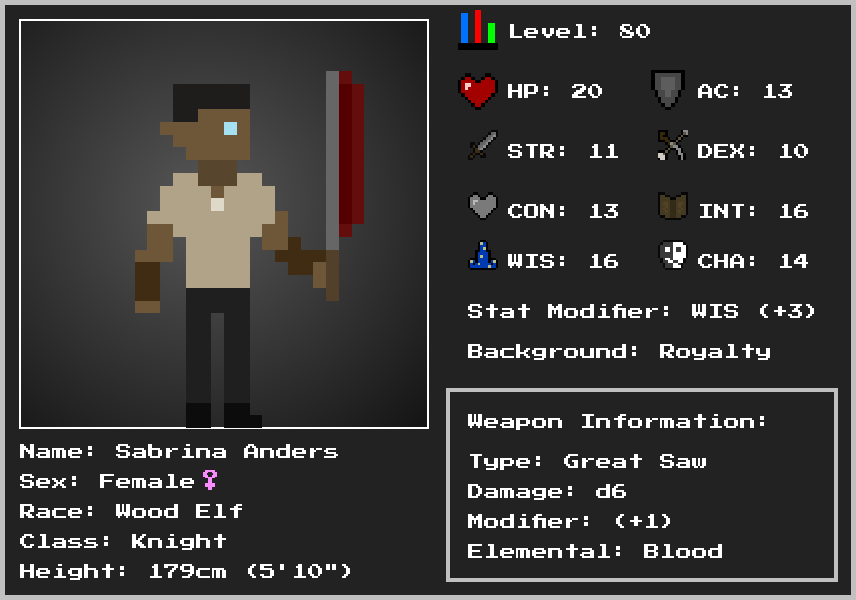 Level: 80
HP: 20 AC: 13
STR: 11 DEX: 10
CON: 13 INT: 16
WIS: 16 CHA: 14
Stat Modifier: WIS (+3)
Background: Royalty
Weapon Information:
Type: Great Saw
Damage: d6
Modifier: (+1)
Elemental: Blood
Name: Sabrina Anders
Sex: Female♀
Race: Wood Elf
Class: Knight
Height: 179cm (5'10")